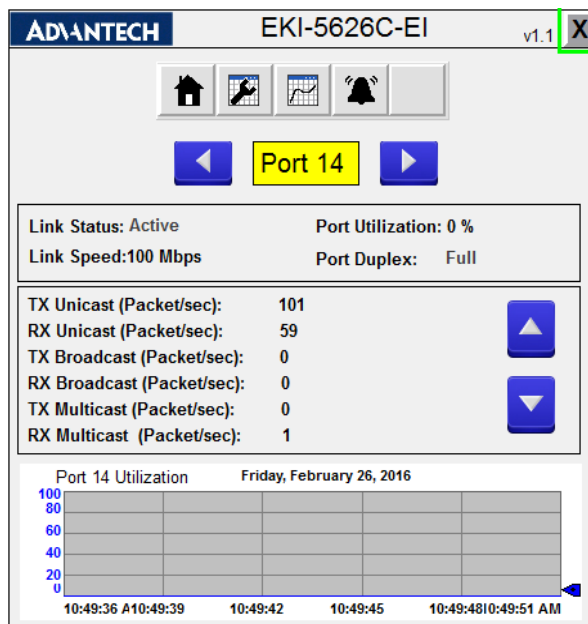 ADVANTECH EKI-5626C-EI v1.1 X
Port 14
Link Status: Active Port Utilization: 0 %
Link Speed:100 Mbps Port Duplex: Full
TX Unicast (Packet/sec): 101
RX Unicast (Packet/sec): 59
TX Broadcast (Packet/sec): 0
RX Broadcast (Packet/sec): 0
TX Multicast (Packet/sec): 0
RX Multicast (Packet/sec): 1
Port 14 Utilization Friday, February 26, 2016
100
80
60
40
20
0
10:49:36 A10:49:39 10:49:42 10:49:45 10:49:48 10:49:51 AM